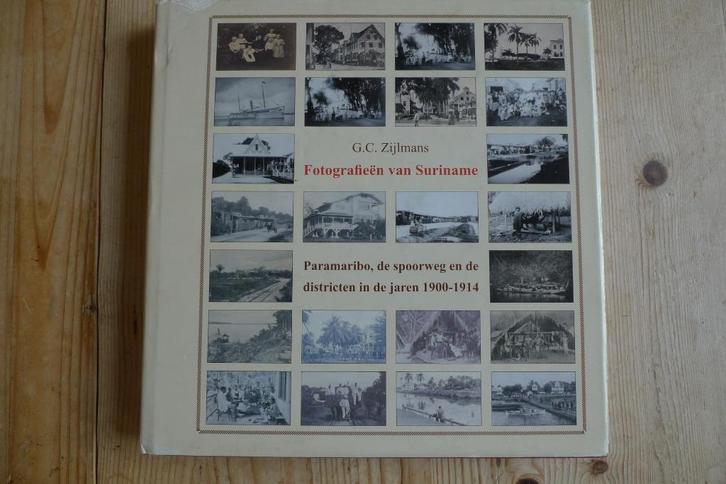 G.C. Zijlmans
Fotografieën van Suriname
Paramaribo, de spoorweg en de
districten in de jaren 1900-1914